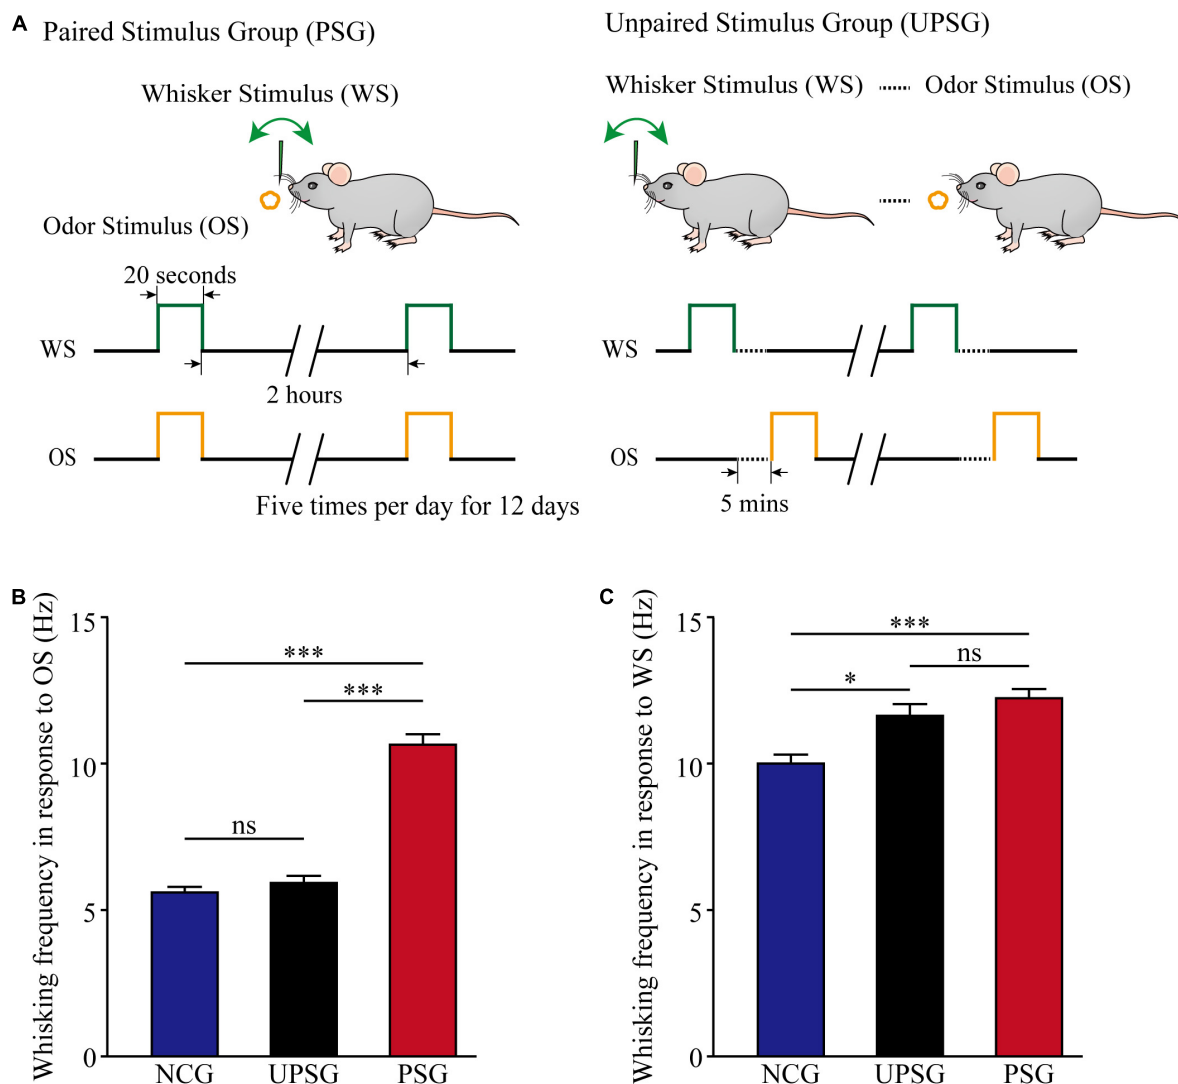 A
Paired Stimulus Group (PSG)
Whisker Stimulus (WS)
Odor Stimulus (OS)
20 seconds
WS
2 hours
OS
Five times per day for 12 days
Unpaired Stimulus Group (UPSG)
Whisker Stimulus (WS)
Odor Stimulus (OS)
WS
OS
5 mins
B
Whisking frequency in response to OS (Hz)
15
10
5
0
***
***
ns
NCG
UPSG
PSG
C
Whisking frequency in response to WS (Hz)
15
10
5
0
***
ns
*
NCG
UPSG
PSG